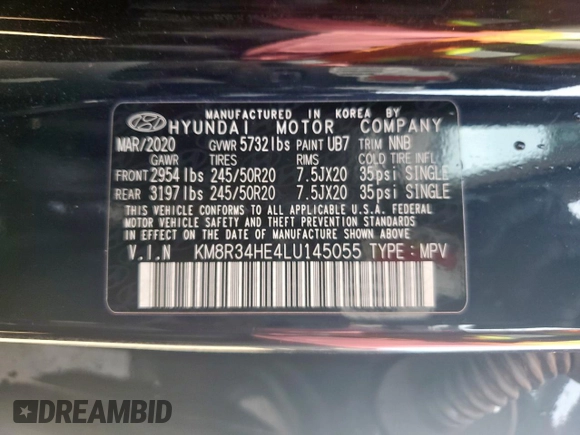 MANUFACTURED IN KOREA BY
HYUNDAI MOTOR COMPANY
MAR/2020 GVWR 5732lbs PAINT UB7 TRIM NNB
GAWR TIRES RIMS COLD TIRE INFL.
FRONT 2954 lbs 245/50R20 7.5JX20 35psi SINGLE
REAR 3197 lbs 245/50R20 7.5JX20 35psi SINGLE
THIS VEHICLE CONFORMS TO ALL APPLICABLE U.S.A. FEDERAL
MOTOR VEHICLE SAFETY AND THEFT PREVENTION STANDARDS
IN EFFECT ON THE DATE OF MANUFACTURE SHOWN ABOVE.
V.I.N KM8R34HE4LU145055 TYPE : MPV
DREAMBID